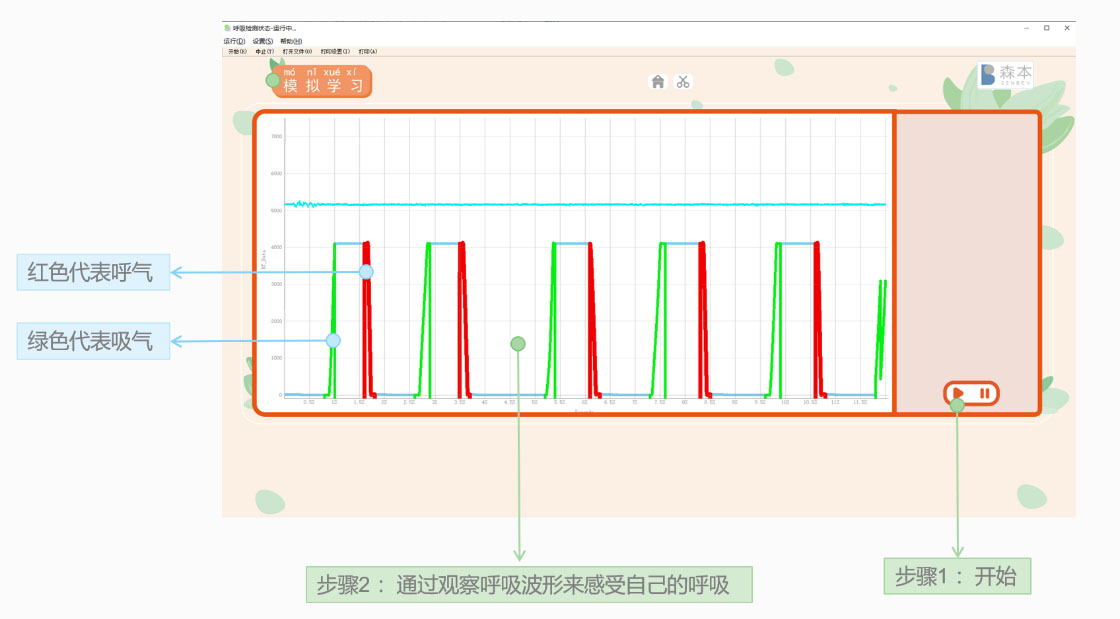 呼吸检测状态-运行中...
运行(D) 设置(S) 帮助(H)
开始(K) 中止(T) 打开文件(O) 打印设置(I) 打印(A)
mó nǐ xué xí
模拟学习
森本
SENBEN
7000
6000
5000
4000
3000
2000
1000
0
红色代表呼气
绿色代表吸气
步骤2：通过观察呼吸波形来感受自己的呼吸
步骤1：开始